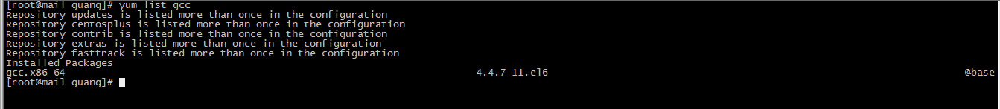 [root@mail guang]# yum list gcc
Repository updates is listed more than once in the configuration
Repository centosplus is listed more than once in the configuration
Repository contrib is listed more than once in the configuration
Repository extras is listed more than once in the configuration
Repository fasttrack is listed more than once in the configuration
Installed Packages
gcc.x86_64 4.4.7-11.el6 @base
[root@mail guang]#